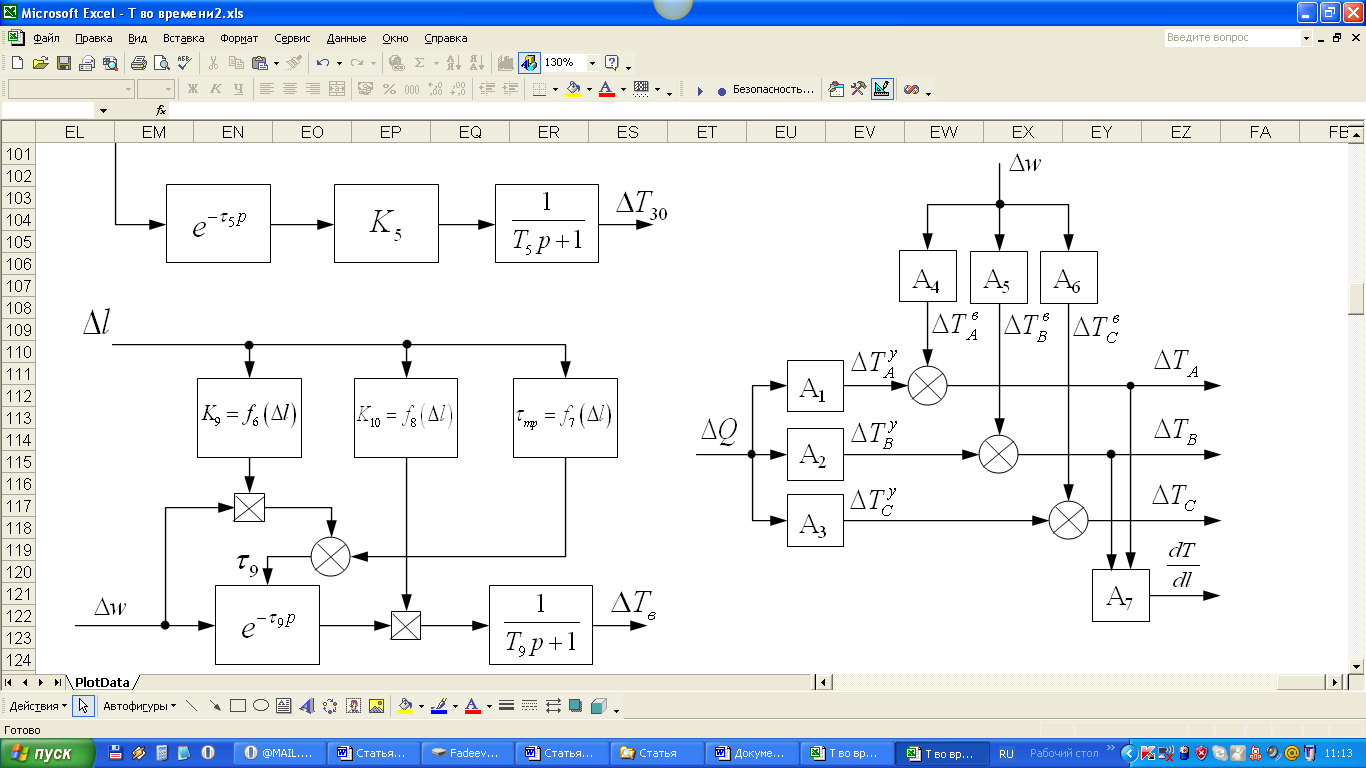 Microsoft Excel - Т во времени2.xls
Файл Правка Вид Вставка Формат Сервис Данные Окно Справка Введите вопрос
130%
Ж К Ч Безопасность...
fx
EL EM EN EO EP EQ ER ES ET EU EV EW EX EY EZ FA FB
101
102
103
104
105
106
107
108
109
110
111
112
113
114
115
116
117
118
119
120
121
122
123
124
e^{-τ₅p}
K₅
1
T₅p+1
ΔT₃₀
Δl
K₉ = f₆(Δl)
K₁₀ = f₈(Δl)
τ_тр = f₇(Δl)
τ₉
Δw
e^{-τ₉p}
1
T₉p+1
ΔT_в
Δw
A₄ A₅ A₆
ΔT_A^в ΔT_B^в ΔT_C^в
ΔQ
A₁ ΔT_A^y ΔT_A
A₂ ΔT_B^y ΔT_B
A₃ ΔT_C^y ΔT_C
A₇
dT
dl
PlotData
Действия Автофигуры
Готово
пуск @MAIL.... Статья... Fadeev... Статья... Статья Докуме... Т во вр... Т во вр... RU Рабочий стол 11:13